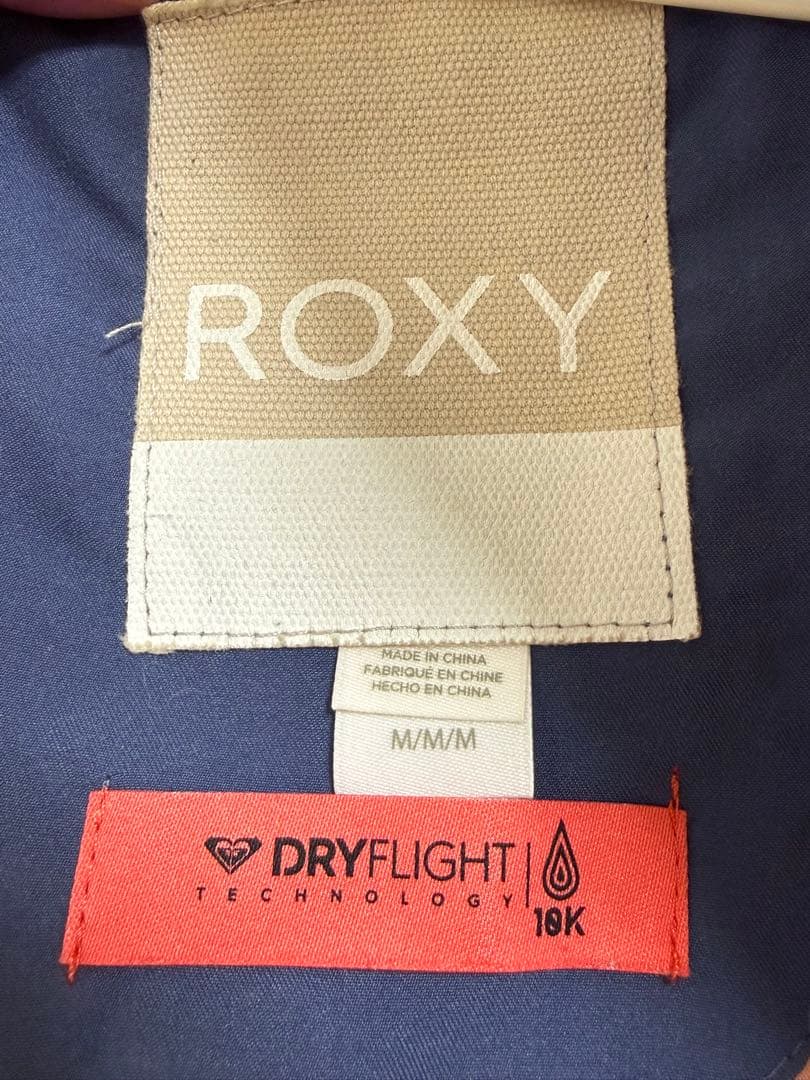 ROXY
MADE IN CHINA
FABRIQUÉ EN CHINE
HECHO EN CHINA
M/M/M
DRYFLIGHT
TECHNOLOGY
10K